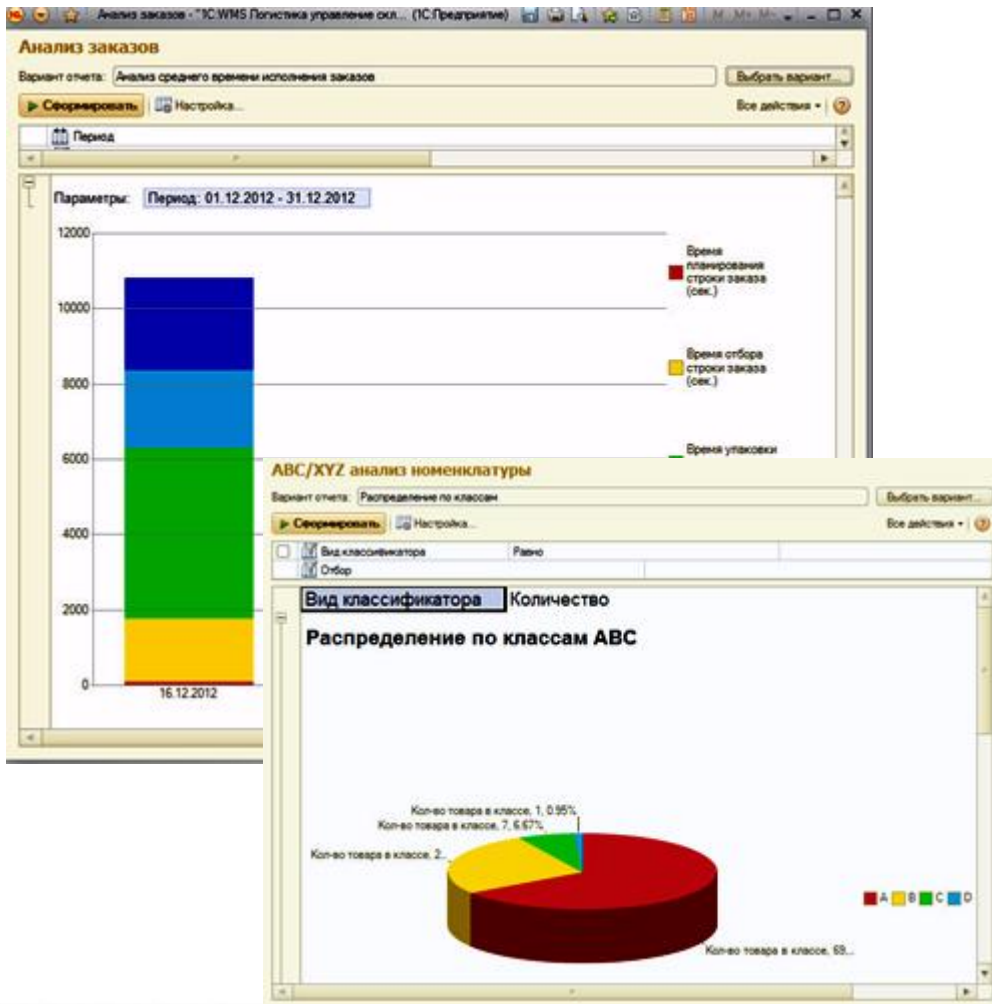 Анализ заказов - "1С:WMS Логистика управление скл... (1С:Предприятие)
M M+ M-
Анализ заказов
Вариант отчета: Анализ среднего времени исполнения заказов
Выбрать вариант...
Сформировать
Настройка...
Все действия
Период
Параметры: Период: 01.12.2012 - 31.12.2012
12000
10000
8000
6000
4000
2000
0
16.12.2012
Время
планирования
строки заказа
(сек.)
Время отбора
строки заказа
(сек.)
Время упаковки
ABC/XYZ анализ номенклатуры
Вариант отчета: Распределение по классам
Выбрать вариант...
Сформировать
Настройка...
Все действия
Вид классификатора Равно
Отбор
Вид классификатора Количество
Распределение по классам ABC
Кол-во товара в классе, 1, 0.95%
Кол-во товара в классе, 7, 6.67%
Кол-во товара в классе, 2...
Кол-во товара в классе, 69...
A B C D